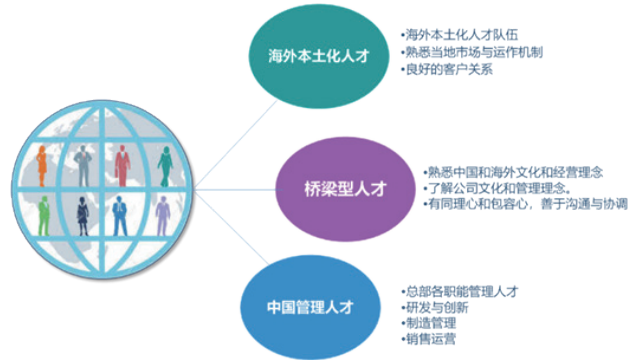 海外本土化人才
•海外本土化人才队伍
•熟悉当地市场与运作机制
•良好的客户关系
桥梁型人才
•熟悉中国和海外文化和经营理念
•了解公司文化和管理理念。
•有同理心和包容心，善于沟通与协调
中国管理人才
•总部各职能管理人才
•研发与创新
•制造管理
•销售运营